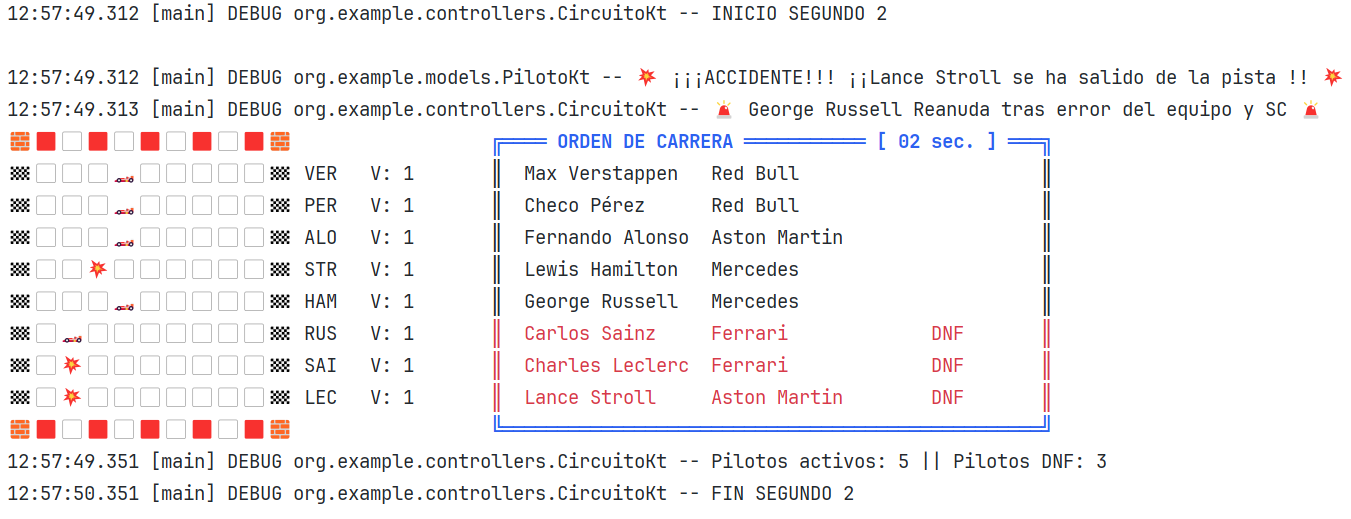 12:57:49.312 [main] DEBUG org.example.controllers.CircuitoKt -- INICIO SEGUNDO 2
12:57:49.312 [main] DEBUG org.example.models.PilotoKt -- 💥 ¡¡¡ACCIDENTE!!! ¡¡Lance Stroll se ha salido de la pista !! 💥
12:57:49.313 [main] DEBUG org.example.controllers.CircuitoKt -- 🚨 George Russell Reanuda tras error del equipo y SC 🚨
ORDEN DE CARRERA [ 02 sec. ]
VER V: 1 Max Verstappen Red Bull
PER V: 1 Checo Pérez Red Bull
ALO V: 1 Fernando Alonso Aston Martin
STR V: 1 Lewis Hamilton Mercedes
HAM V: 1 George Russell Mercedes
RUS V: 1 Carlos Sainz Ferrari DNF
SAI V: 1 Charles Leclerc Ferrari DNF
LEC V: 1 Lance Stroll Aston Martin DNF
12:57:49.351 [main] DEBUG org.example.controllers.CircuitoKt -- Pilotos activos: 5 || Pilotos DNF: 3
12:57:50.351 [main] DEBUG org.example.controllers.CircuitoKt -- FIN SEGUNDO 2